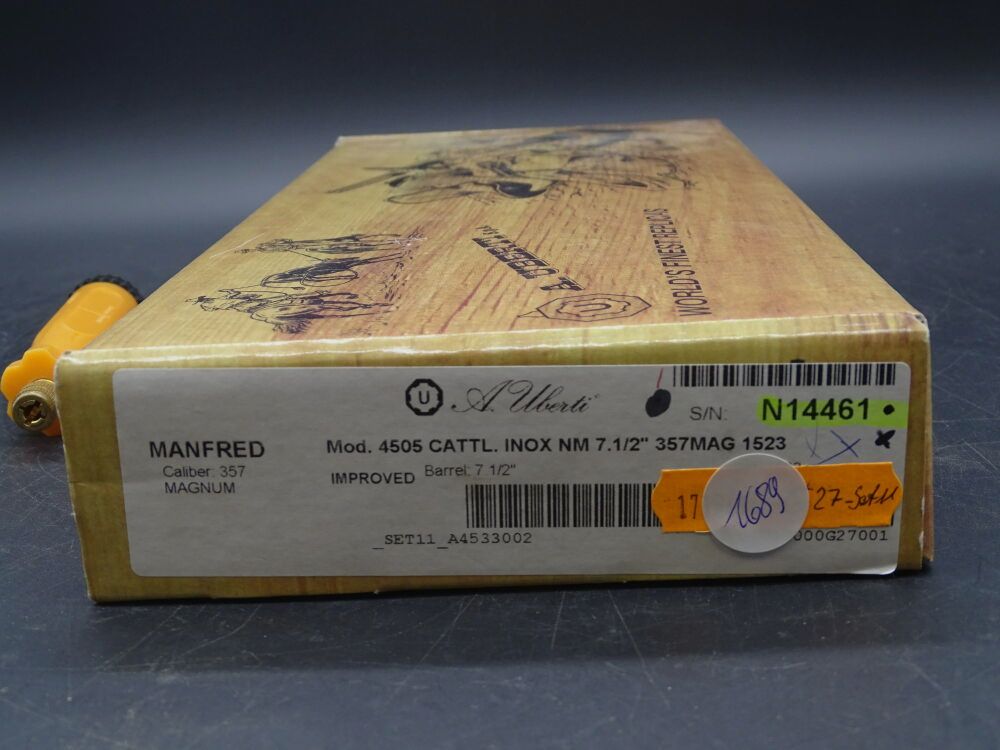 A. UBERTI
WORLD'S FINEST REPLICAS
U A. Uberti
S/N: N14461
MANFRED
Caliber: 357
MAGNUM
Mod. 4505 CATTL. INOX NM 7.1/2" 357MAG 1523
IMPROVED Barrel: 7 1/2"
17 1689 27-Set11
_SET11_A4533002
000G27001